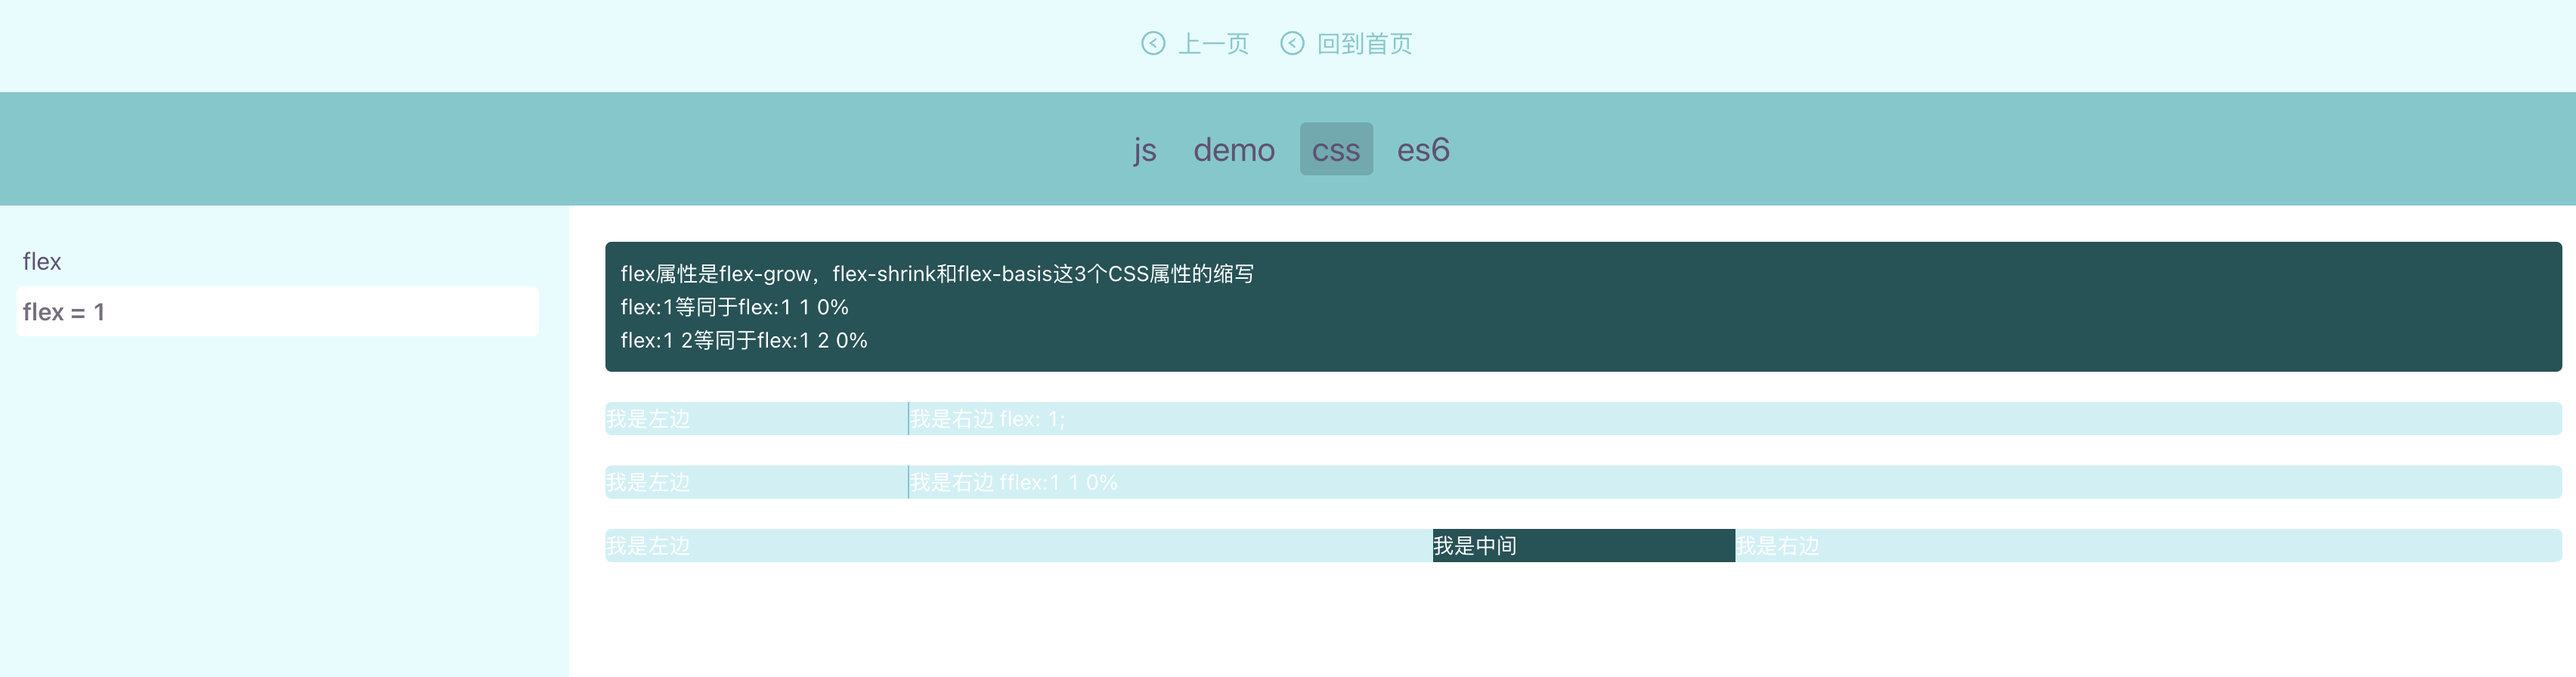 上一页 回到首页
js demo css es6
flex
flex = 1
flex属性是flex-grow，flex-shrink和flex-basis这3个CSS属性的缩写
flex:1等同于flex:1 1 0%
flex:1 2等同于flex:1 2 0%
我是左边 我是右边 flex: 1;
我是左边 我是右边 fflex:1 1 0%
我是左边 我是中间 我是右边